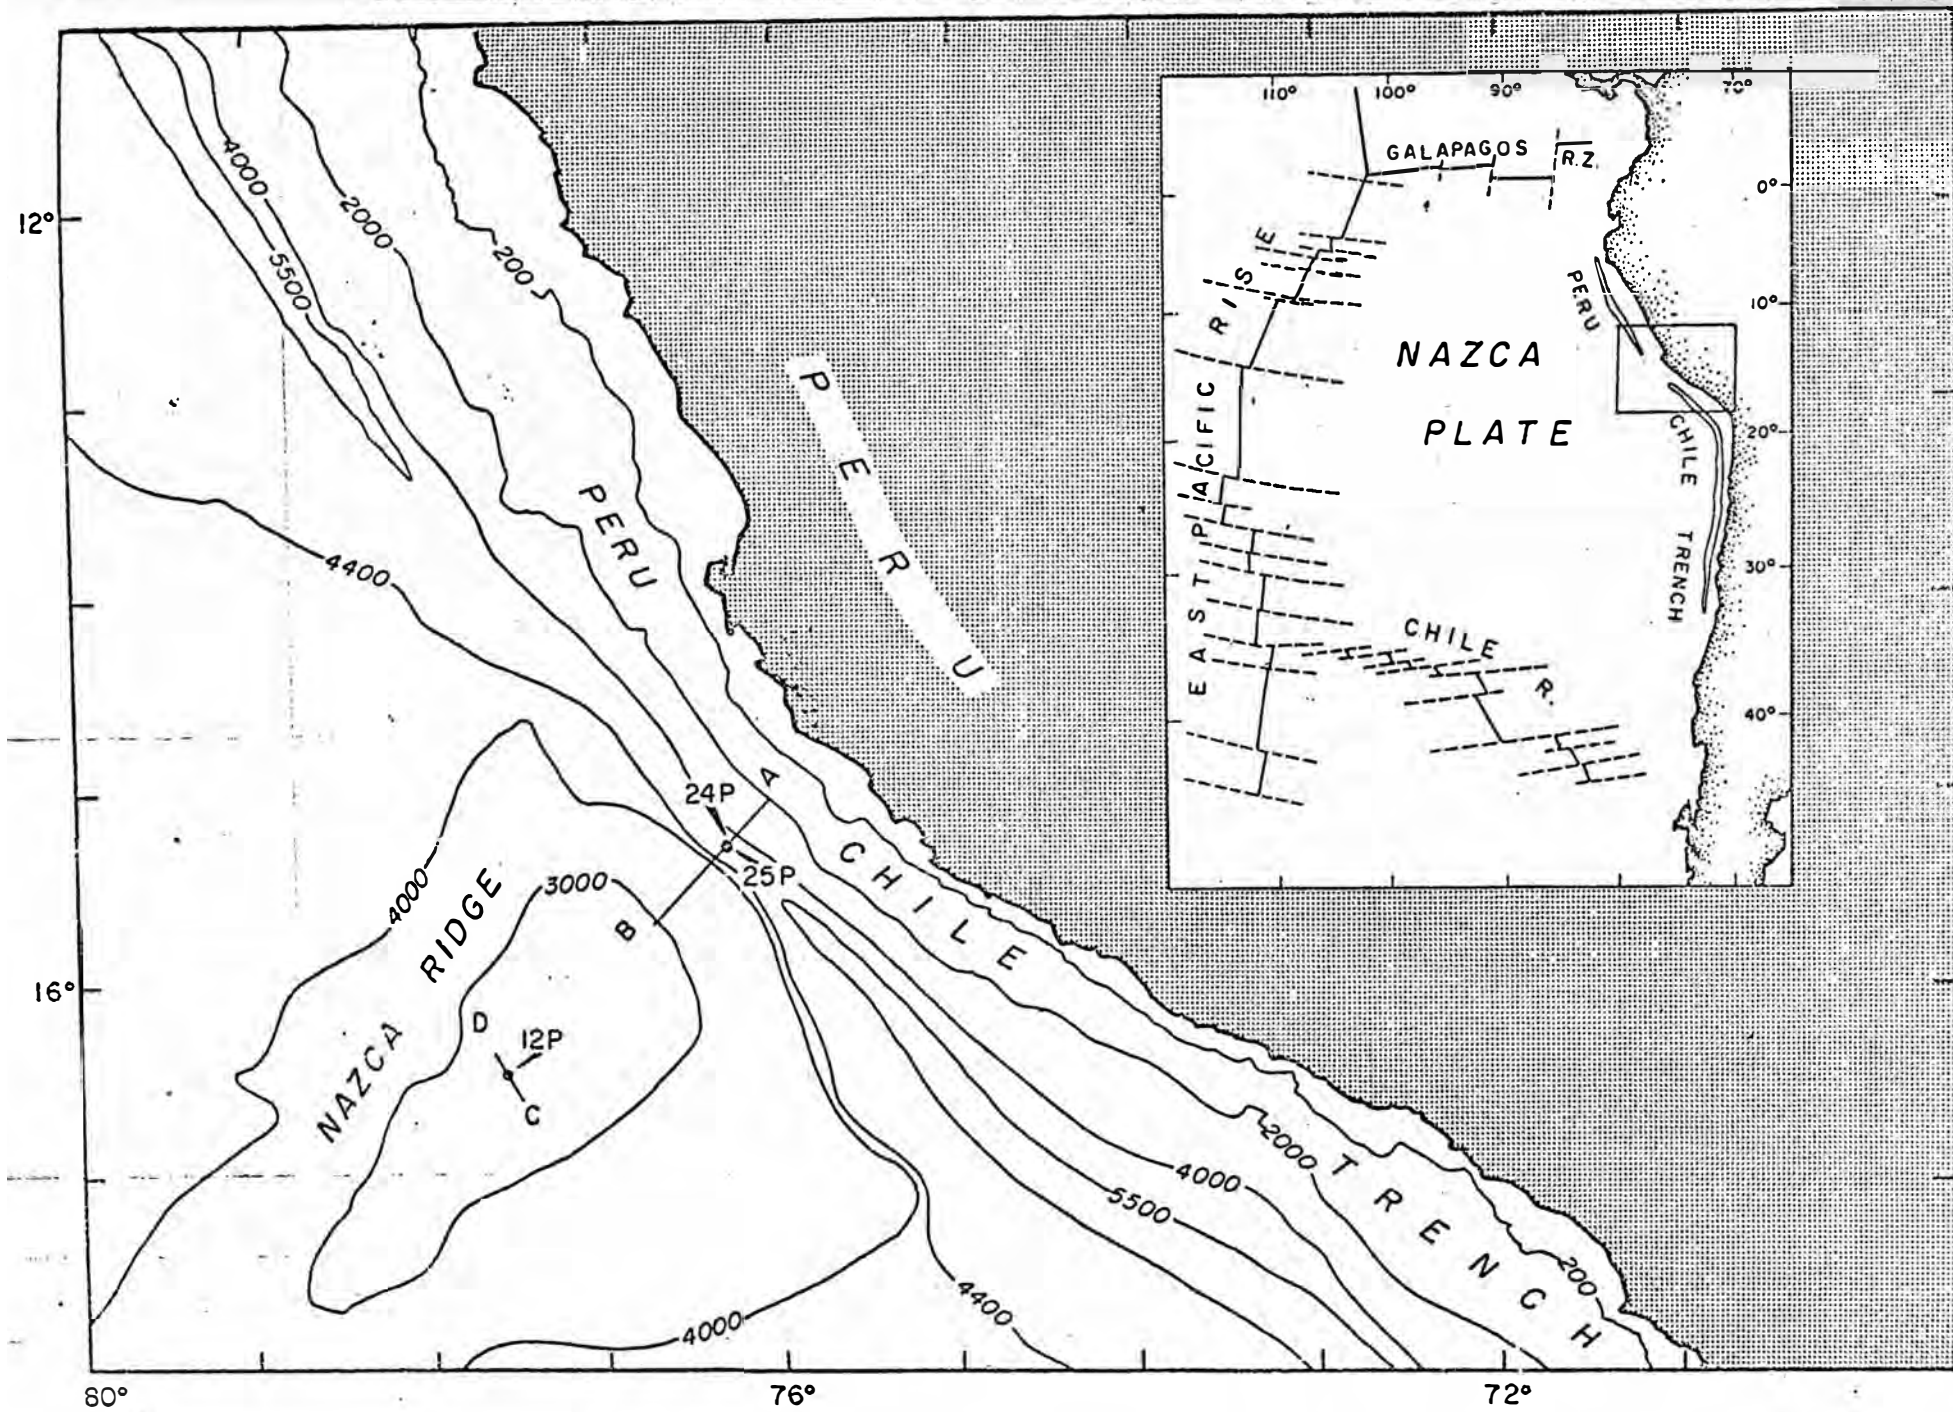 110° 100° 90° 70°
GALAPAGOS
R.Z.
0°
10°
20°
30°
40°
EAST PACIFIC RISE
NAZCA
PLATE
PERU
CHILE TRENCH
CHILE
R.
12°
16°
80° 76° 72°
4000
5500
2000
200
4400
PERU
PERU
CHILE
TRENCH
24P
25P
A
B
4000
3000
NAZCA RIDGE
D
12P
C
2000
4000
5500
200
4400
4000